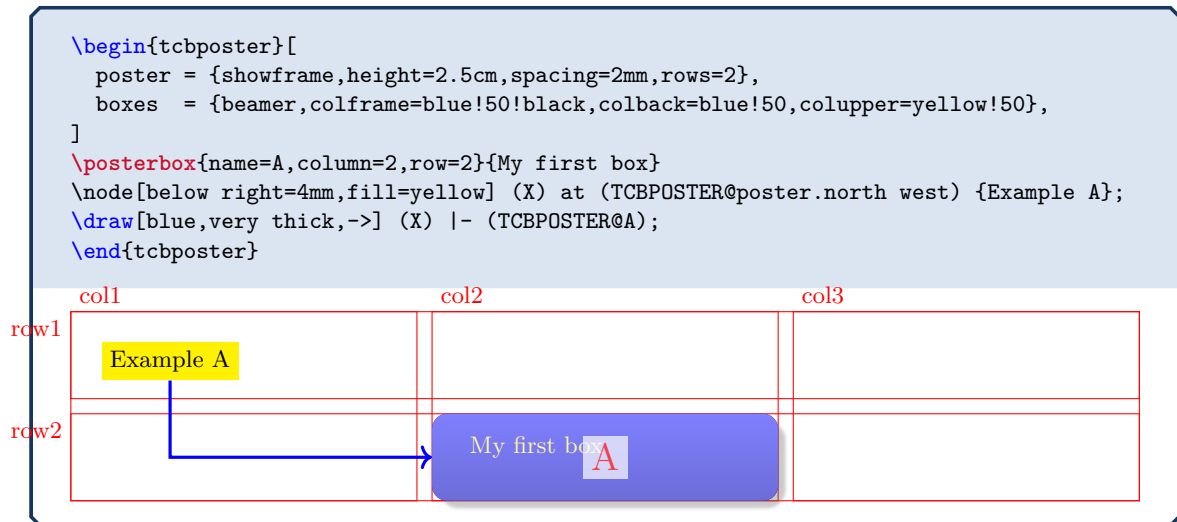 \begin{tcbposter}[
  poster = {showframe,height=2.5cm,spacing=2mm,rows=2},
  boxes  = {beamer,colframe=blue!50!black,colback=blue!50,colupper=yellow!50},
]
\posterbox{name=A,column=2,row=2}{My first box}
\node[below right=4mm,fill=yellow] (X) at (TCBPOSTER@poster.north west) {Example A};
\draw[blue,very thick,->] (X) |- (TCBPOSTER@A);
\end{tcbposter}
col1 col2 col3
row1
Example A
row2
My first box
A